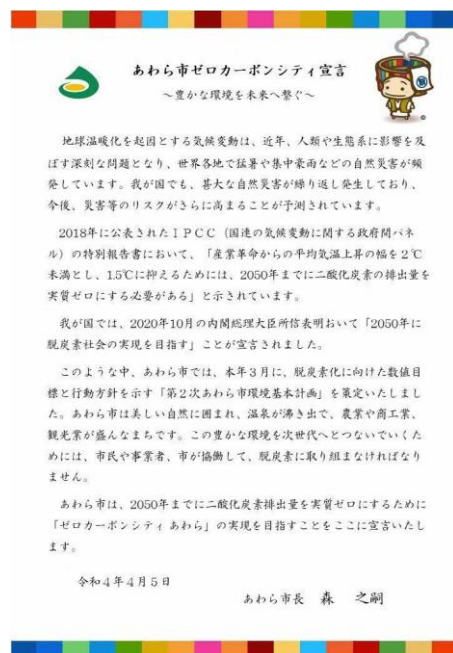 あわら市ゼロカーボンシティ宣言
～豊かな環境を未来へ繋ぐ～
地球温暖化を起因とする気候変動は、近年、人類や生態系に影響を及
ぼす深刻な問題となり、世界各地で猛暑や集中豪雨などの自然災害が頻
発しています。我が国でも、甚大な自然災害が繰り返し発生しており、
今後、災害等のリスクがさらに高まることが予測されています。
2018年に公表されたＩＰＣＣ（国連の気候変動に関する政府間パネ
ル）の特別報告書において、「産業革命からの平均気温上昇の幅を２℃
未満とし、1.5℃に抑えるためには、2050年までに二酸化炭素の排出量を
実質ゼロにする必要がある」と示されています。
我が国では、2020年10月の内閣総理大臣所信表明おいて「2050年に
脱炭素社会の実現を目指す」ことが宣言されました。
このような中、あわら市では、本年３月に、脱炭素化に向けた数値目
標と行動方針を示す「第２次あわら市環境基本計画」を策定いたしまし
た。あわら市は美しい自然に囲まれ、温泉が湧き出で、農業や商工業、
観光業が盛んなまちです。この豊かな環境を次世代へとつないでいくた
めには、市民や事業者、市が協働して、脱炭素に取り組まなければなり
ません。
あわら市は、2050年までに二酸化炭素排出量を実質ゼロにするために
「ゼロカーボンシティ あわら」の実現を目指すことをここに宣言いたし
ます。
令和４年４月５日
あわら市長　森　之嗣